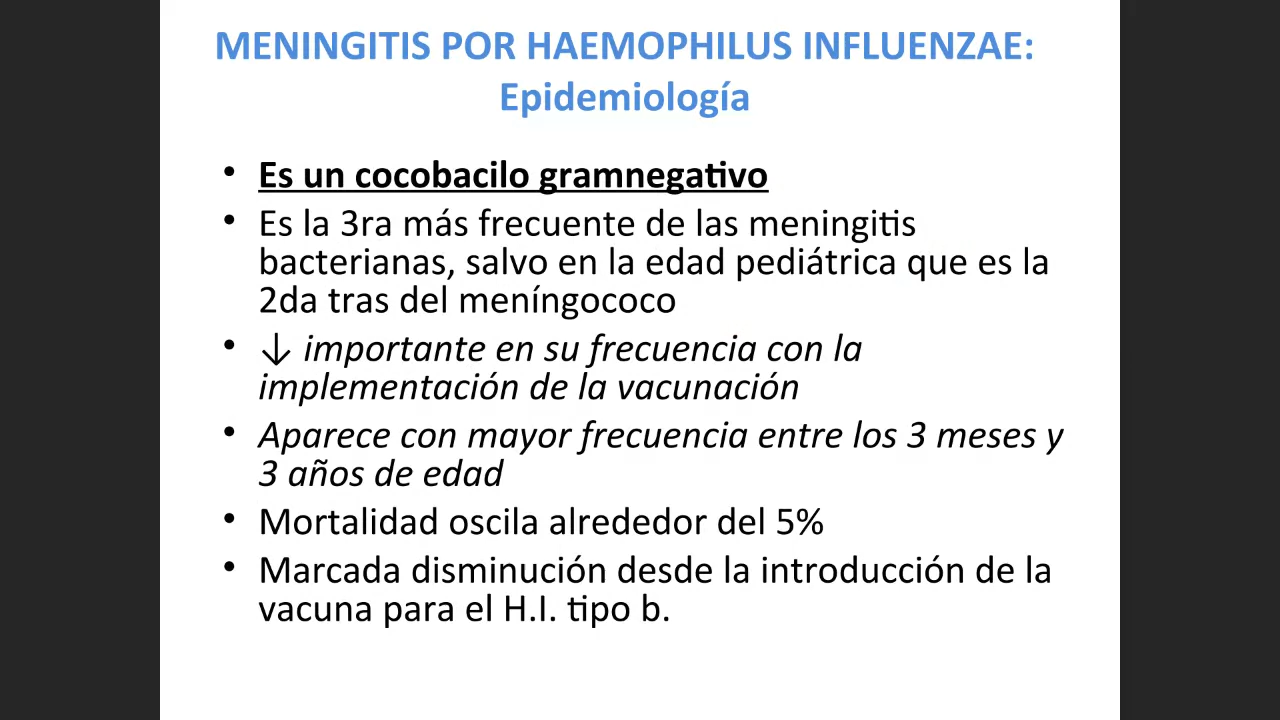 MENINGITIS POR HAEMOPHILUS INFLUENZAE:
Epidemiología
• Es un cocobacilo gramnegativo
• Es la 3ra más frecuente de las meningitis
bacterianas, salvo en la edad pediátrica que es la
2da tras del meníngococo
• ↓ importante en su frecuencia con la
implementación de la vacunación
• Aparece con mayor frecuencia entre los 3 meses y
3 años de edad
• Mortalidad oscila alrededor del 5%
• Marcada disminución desde la introducción de la
vacuna para el H.I. tipo b.